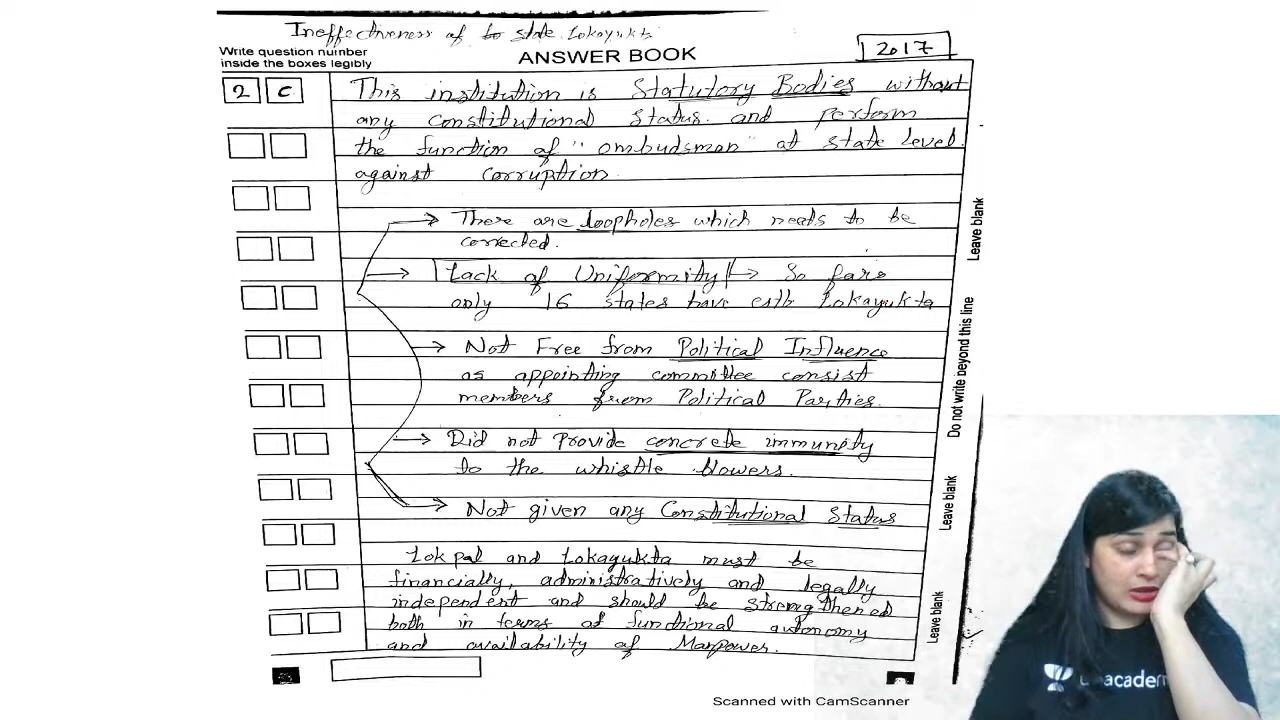 Ineffectiveness of to state Lokayukts
Write question number
inside the boxes legibly
ANSWER BOOK
2017
2 C
This institution is Statutory Bodies without
any constitutional status. and perform
the function of "ombudsman" at state level.
against corruption.
→ There are loopholes which needs to be
corrected.
→ Lack of Uniformity → So fars
only 16 states have estb Lokayukta
→ Not Free from Political Influence
as appointing committee consist
members from Political Parties.
→ Did not provide concrete immunity
to the whistle blowers.
→ Not given any Constitutional Status
Lokpal and Lokayukta must be
financially, administratively and legally
independent and should be strengthened
both in terms of functional autonomy
and availability of Manpower.
Leave blank
Do not write beyond this line
Leave blank
Leave blank
Scanned with CamScanner